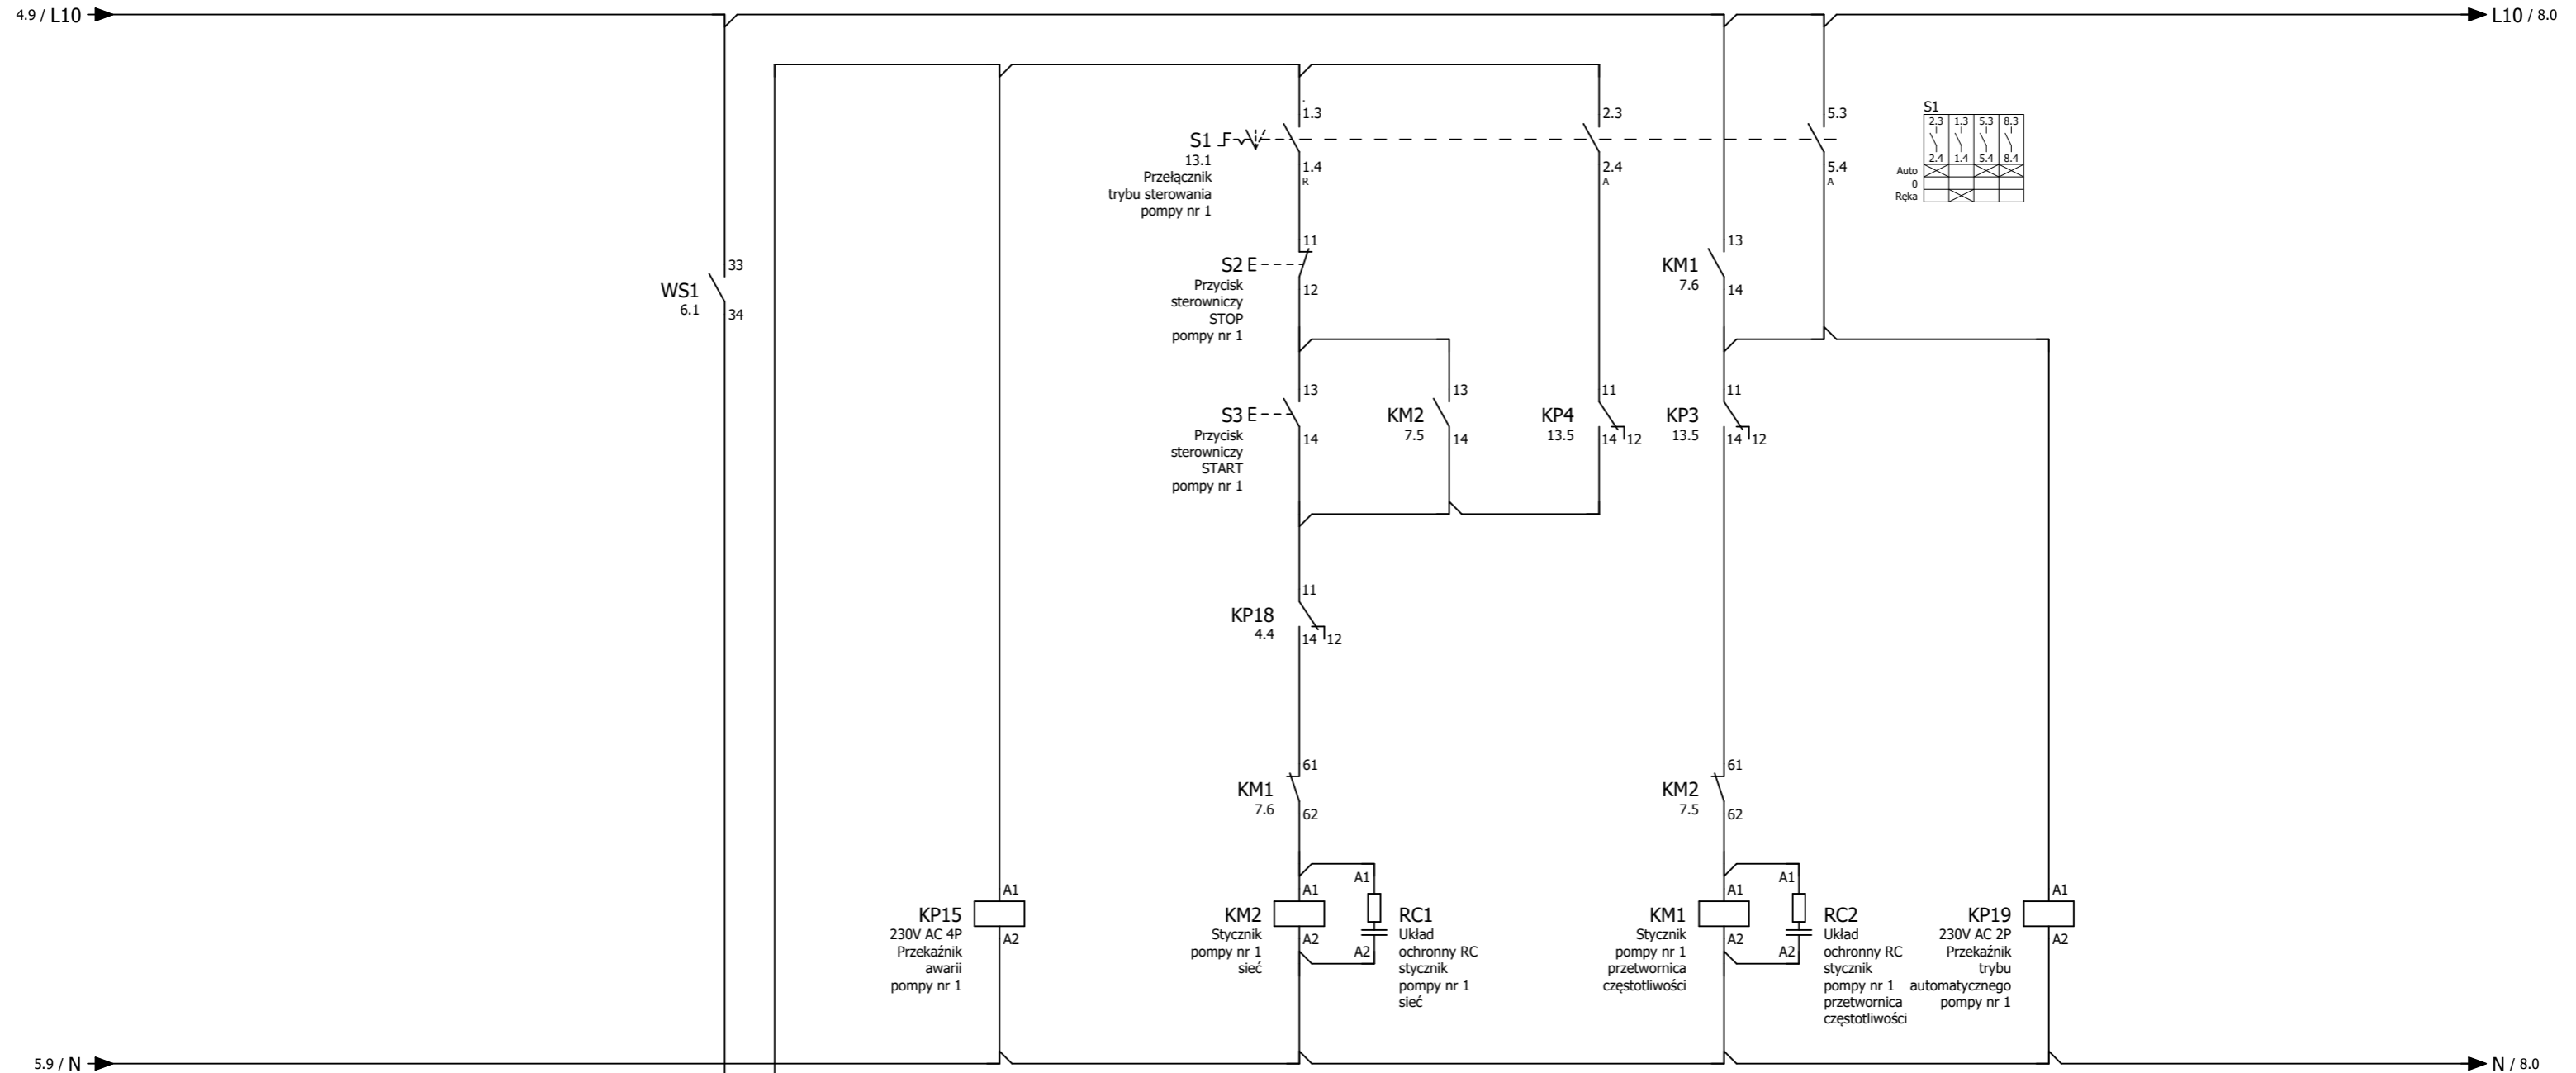 4.9 / L10
L10 / 8.0
1.3
S1
13.1
Przełącznik
trybu sterowania
pompy nr 1
1.4
R
2.3
2.4
A
5.3
5.4
A
S1
2.3 1.3 5.3 8.3
2.4 1.4 5.4 8.4
Auto
0
Ręka
33
WS1
6.1
34
11
S2
Przycisk
sterowniczy
STOP
pompy nr 1
12
13
KM1
7.6
14
13
S3
Przycisk
sterowniczy
START
pompy nr 1
14
13
KM2
7.5
14
11
KP4
13.5
14 12
11
KP3
13.5
14 12
11
KP18
4.4
14 12
61
KM1
7.6
62
61
KM2
7.5
62
A1
KP15
230V AC 4P
Przekaźnik
awarii
pompy nr 1
A2
A1
KM2
Stycznik
pompy nr 1
sieć
A2
A1
RC1
Układ
ochronny RC
stycznik
pompy nr 1
sieć
A2
A1
KM1
Stycznik
pompy nr 1
przetwornica
częstotliwości
A2
A1
RC2
Układ
ochronny RC
stycznik
pompy nr 1
przetwornica
częstotliwości
A2
A1
KP19
230V AC 2P
Przekaźnik
trybu
automatycznego
pompy nr 1
A2
5.9 / N
N / 8.0